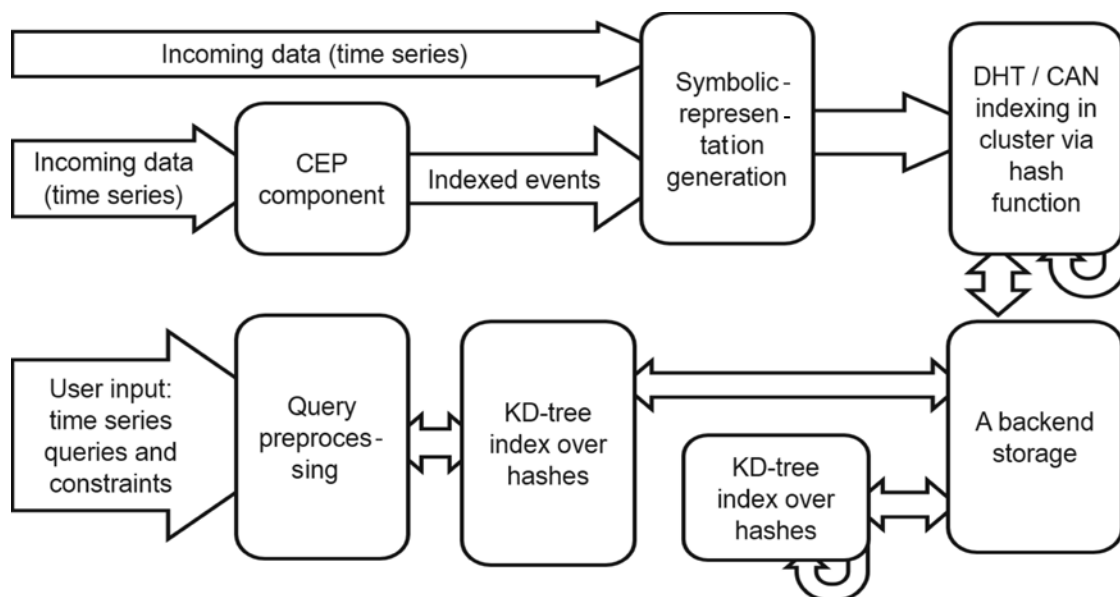 Incoming data (time series)
Symbolic-
represen-
tation
generation
DHT / CAN
indexing in
cluster via
hash
function
Incoming data
(time series)
CEP
component
Indexed events
User input:
time series
queries and
constraints
Query
preproces-
sing
KD-tree
index over
hashes
KD-tree
index over
hashes
A backend
storage